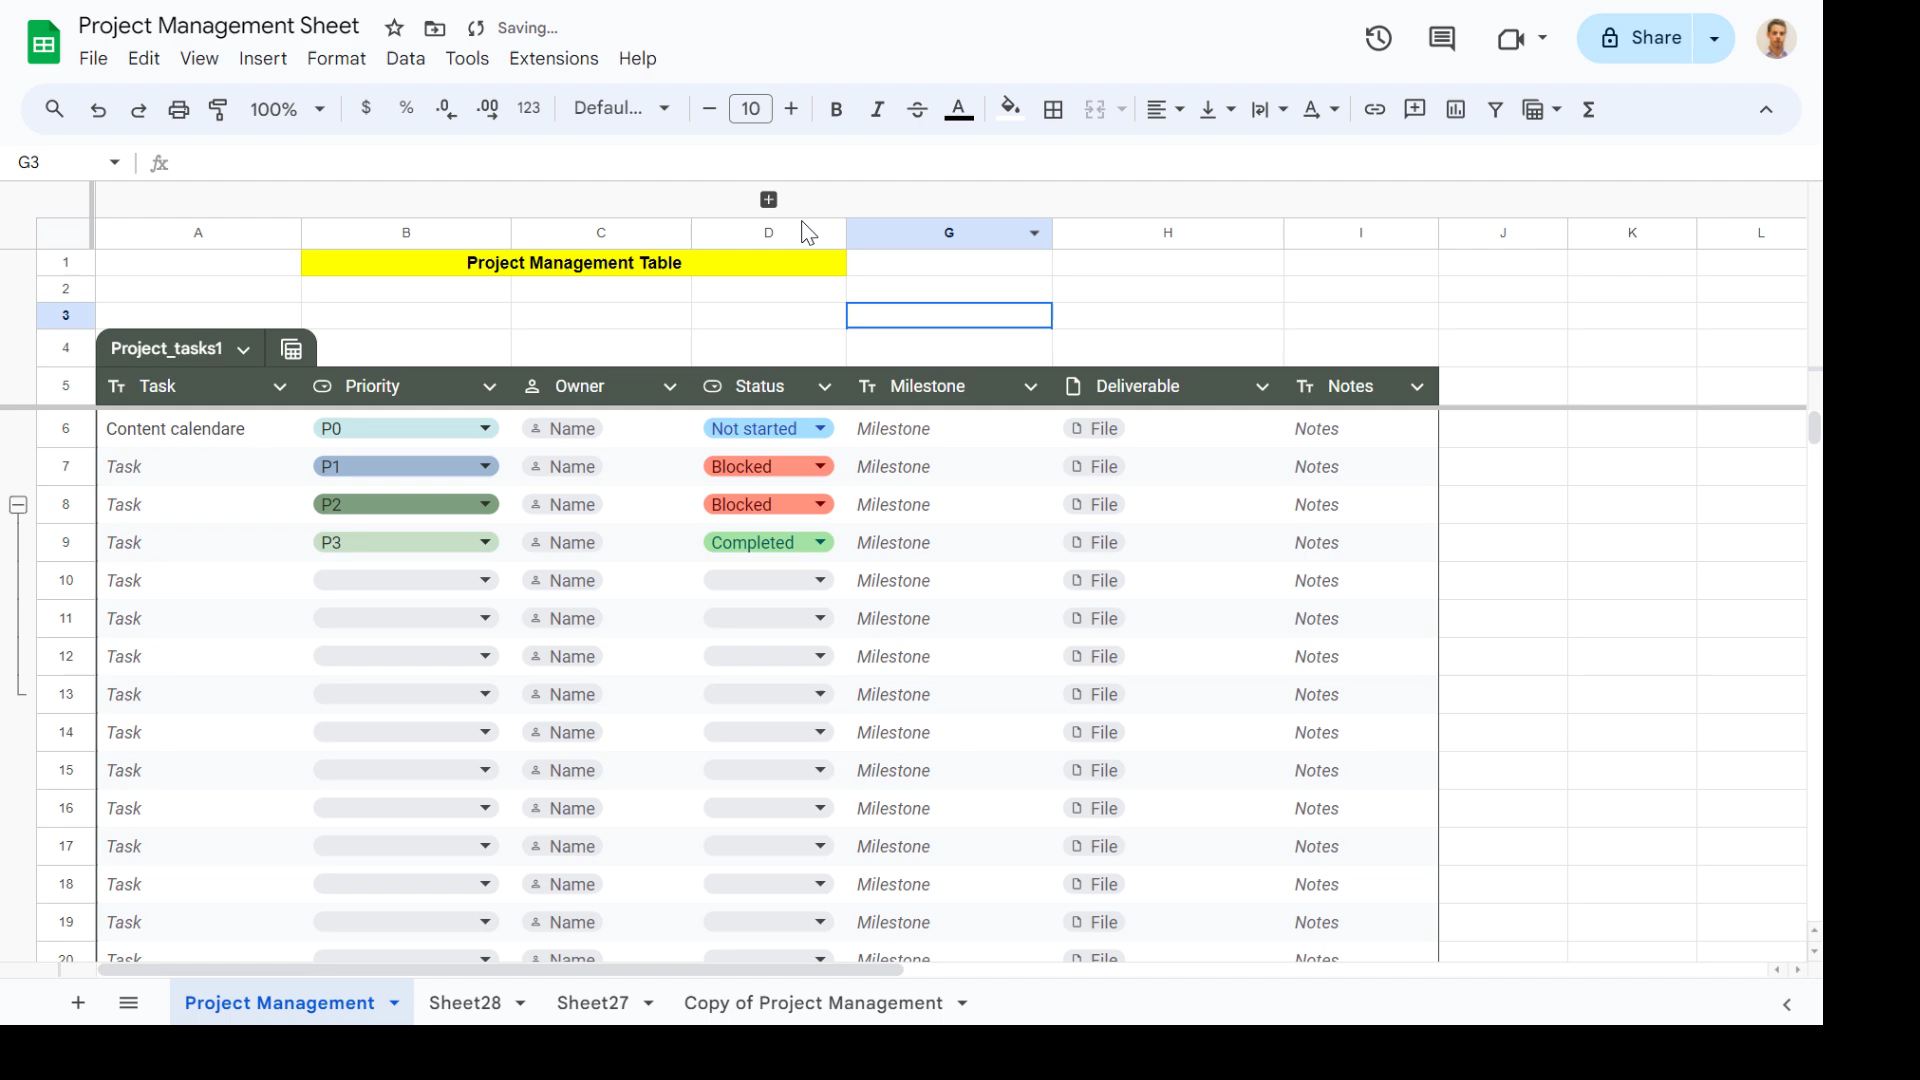 Project Management Sheet Saving...
File Edit View Insert Format Data Tools Extensions Help
Share
100% $ % .0 .00 123 Defaul... 10 B I S A
G3 fx
A B C D G H I J K L
1 Project Management Table
2
3
4 Project_tasks1
5 Task Priority Owner Status Milestone Deliverable Notes
6 Content calendare P0 Name Not started Milestone File Notes
7 Task P1 Name Blocked Milestone File Notes
8 Task P2 Name Blocked Milestone File Notes
9 Task P3 Name Completed Milestone File Notes
10 Task Name Milestone File Notes
11 Task Name Milestone File Notes
12 Task Name Milestone File Notes
13 Task Name Milestone File Notes
14 Task Name Milestone File Notes
15 Task Name Milestone File Notes
16 Task Name Milestone File Notes
17 Task Name Milestone File Notes
18 Task Name Milestone File Notes
19 Task Name Milestone File Notes
20 Task Name Milestone File Notes
Project Management Sheet28 Sheet27 Copy of Project Management